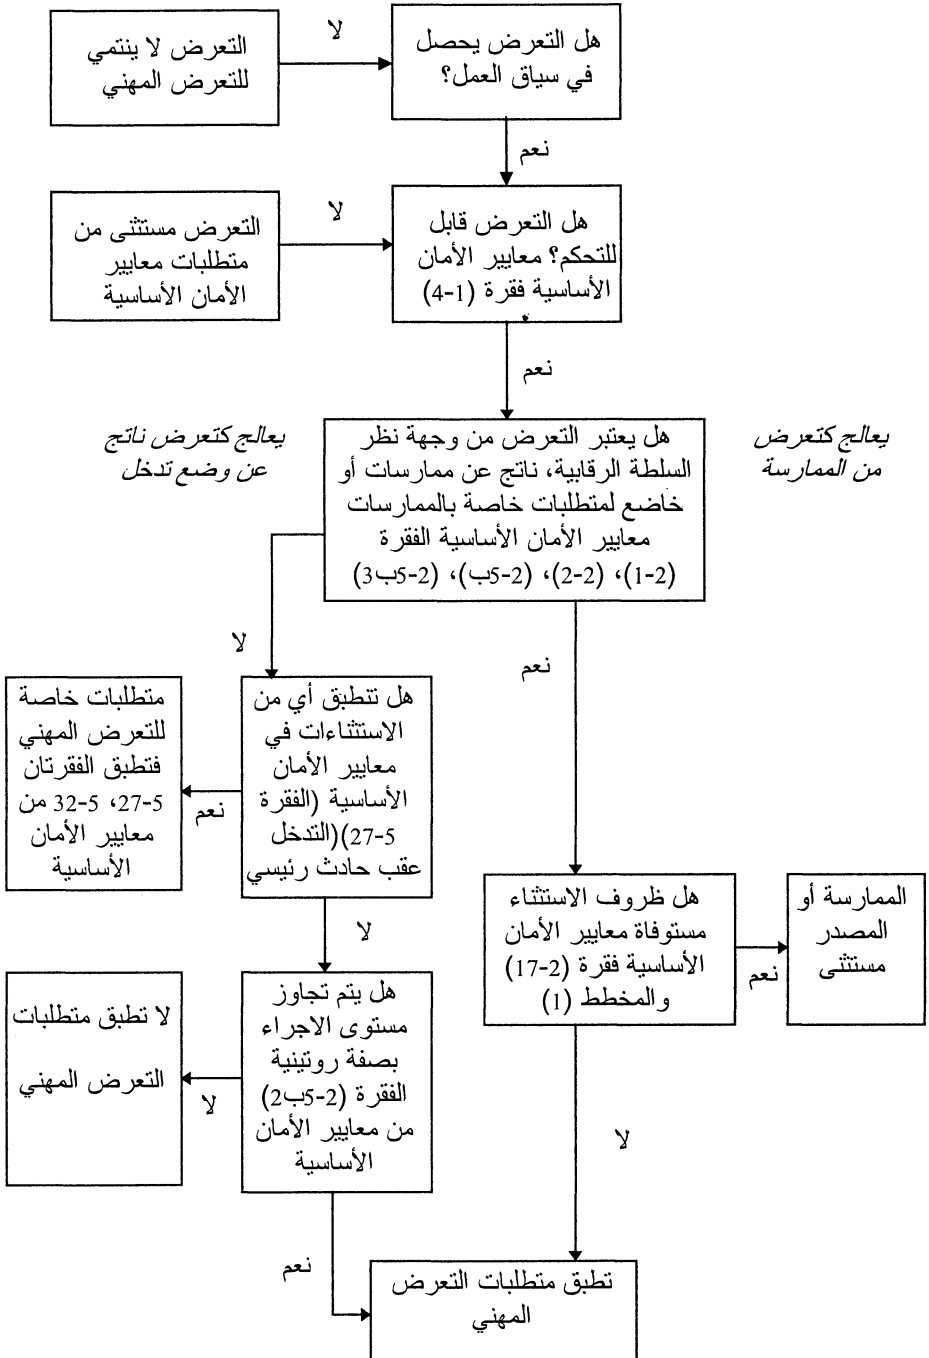 هل التعرض يحصل
في سياق العمل؟
لا
التعرض لا ينتمي
للتعرض المهني
نعم
هل التعرض قابل
للتحكم؟ معايير الأمان
الأساسية فقرة (1-4)
لا
التعرض مستثنى من
متطلبات معايير
الأمان الأساسية
نعم
يعالج كتعرض
من الممارسة
هل يعتبر التعرض من وجهة نظر
السلطة الرقابية، ناتج عن ممارسات أو
خاضع لمتطلبات خاصة بالممارسات
معايير الأمان الأساسية الفقرة
(2-1)، (2-2)، (2-5ب)، (2-5ب3)
يعالج كتعرض ناتج
عن وضع تدخل
نعم
لا
هل تتطبق أي من
الاستثناءات في
معايير الأمان
الأساسية (الفقرة
5-27)(التدخل
عقب حادث رئيسي
نعم
متطلبات خاصة
للتعرض المهني
فتطبق الفقرتان
5-27، 5-32 من
معايير الأمان
الأساسية
هل ظروف الاستثناء
مستوفاة معايير الأمان
الأساسية فقرة (2-17)
والمخطط (1)
نعم
الممارسة أو
المصدر
مستثنى
لا
هل يتم تجاوز
مستوى الاجراء
بصفة روتينية
الفقرة (2-5ب2)
من معايير الأمان
الأساسية
لا
لا تطبق متطلبات
التعرض المهني
لا
نعم
تطبق متطلبات التعرض
المهني